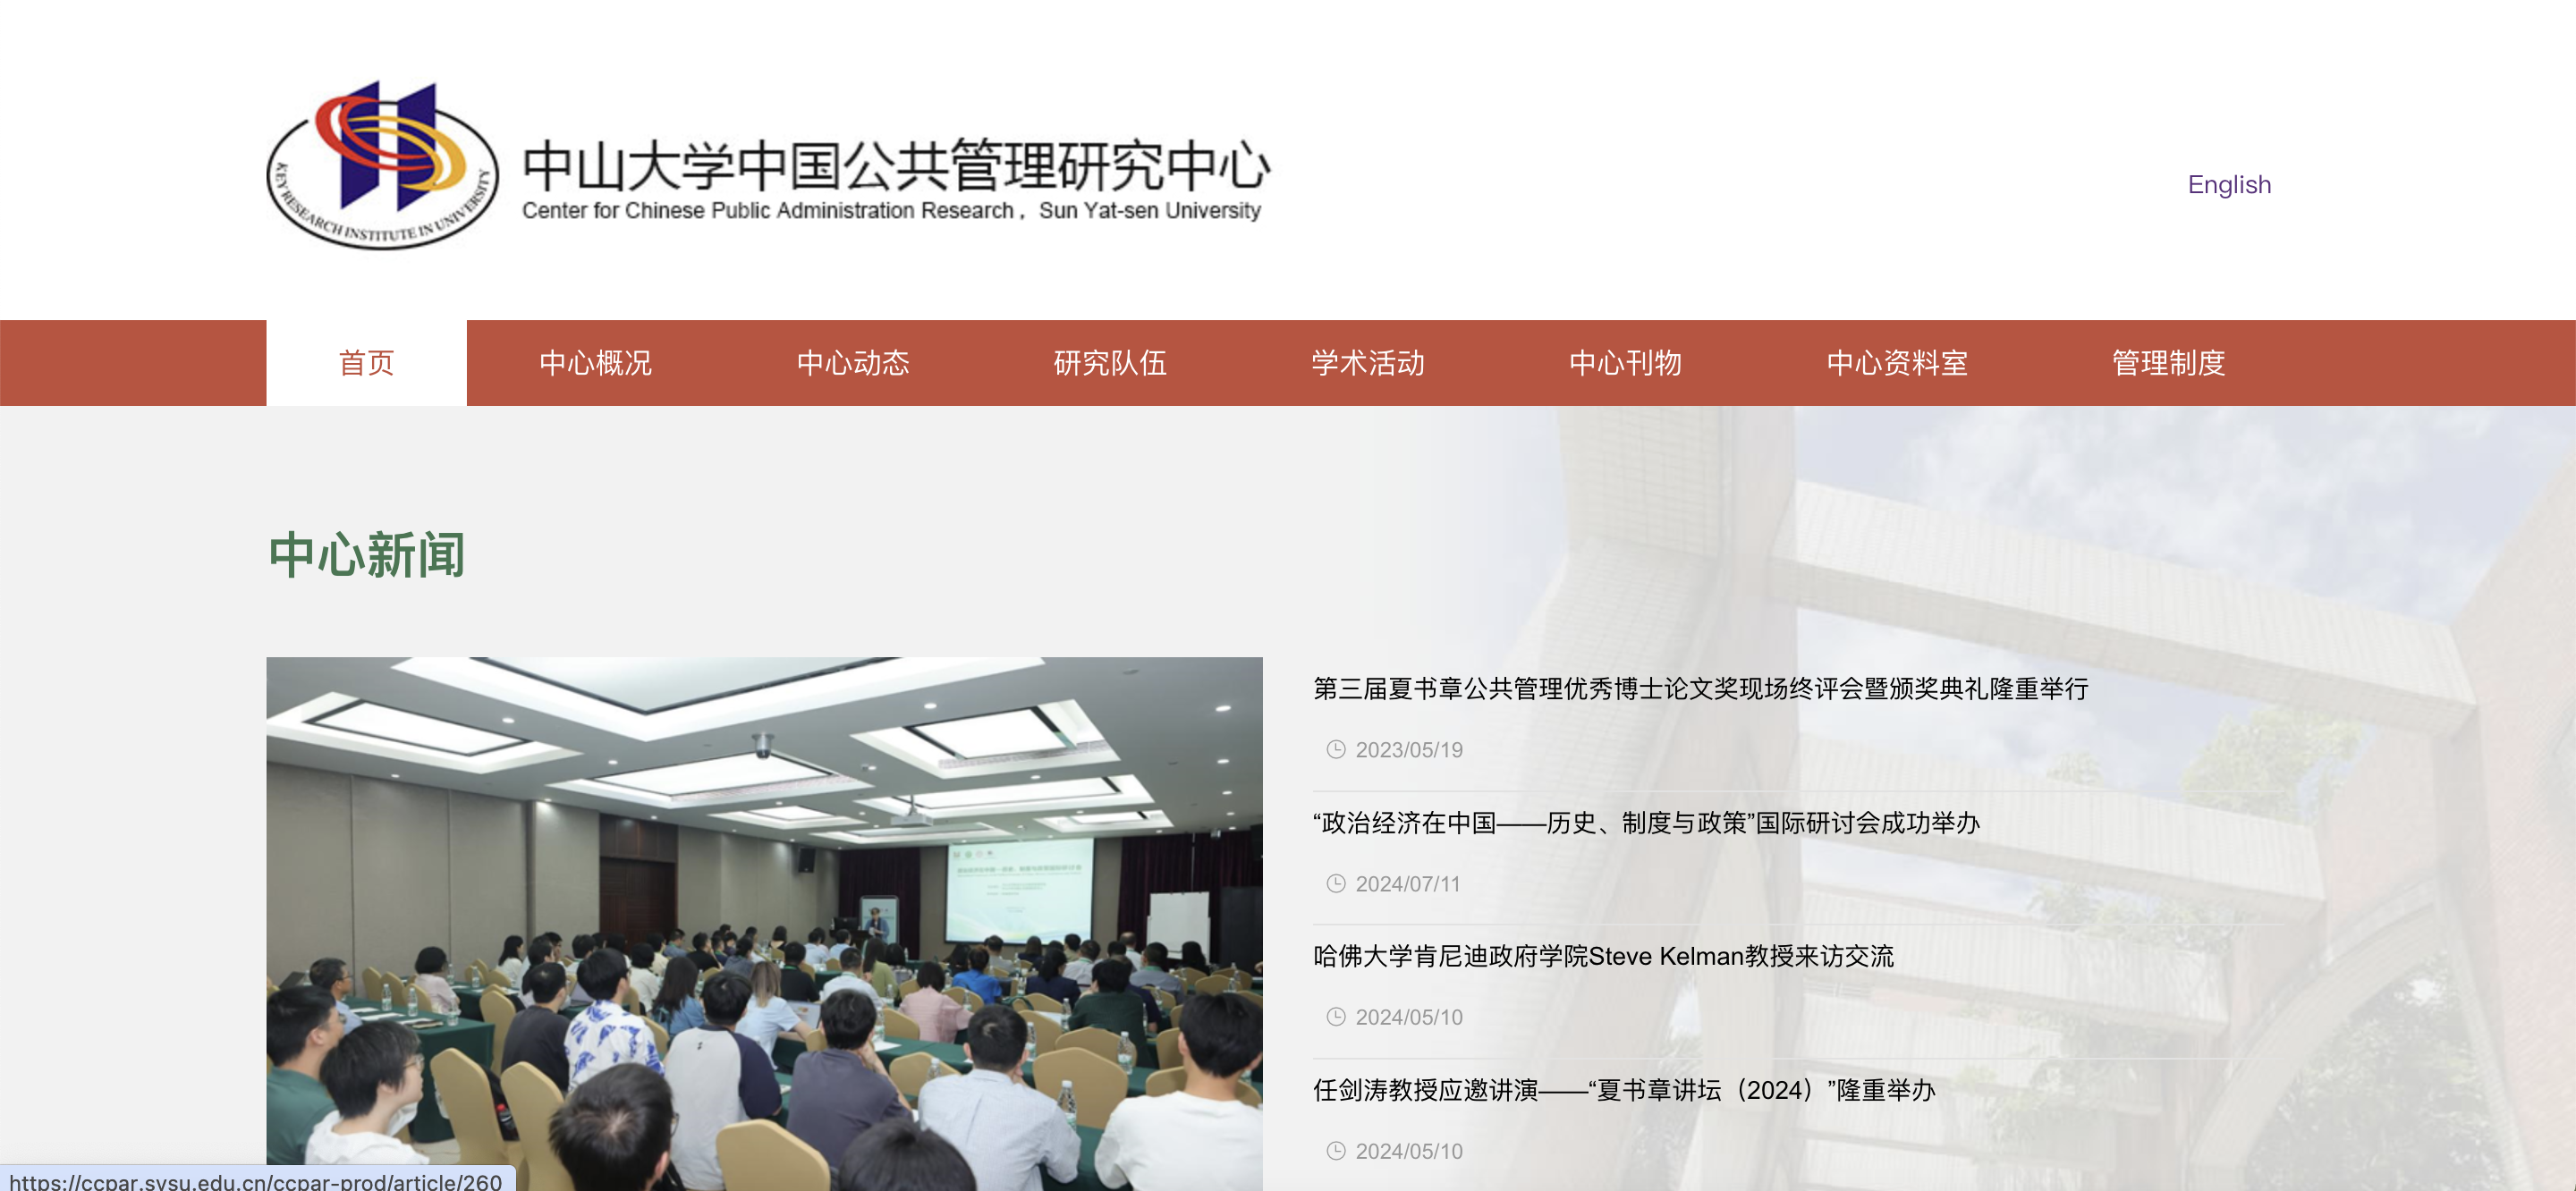 KEY RESEARCH INSTITUTE IN UNIVERSITY
中山大学中国公共管理研究中心
Center for Chinese Public Administration Research， Sun Yat-sen University
English
首页 中心概况 中心动态 研究队伍 学术活动 中心刊物 中心资料室 管理制度
中心新闻
第三届夏书章公共管理优秀博士论文奖现场终评会暨颁奖典礼隆重举行
2023/05/19
“政治经济在中国——历史、制度与政策”国际研讨会成功举办
2024/07/11
哈佛大学肯尼迪政府学院Steve Kelman教授来访交流
2024/05/10
任剑涛教授应邀讲演——“夏书章讲坛（2024）”隆重举办
2024/05/10
https://ccpar.sysu.edu.cn/ccpar-prod/article/260